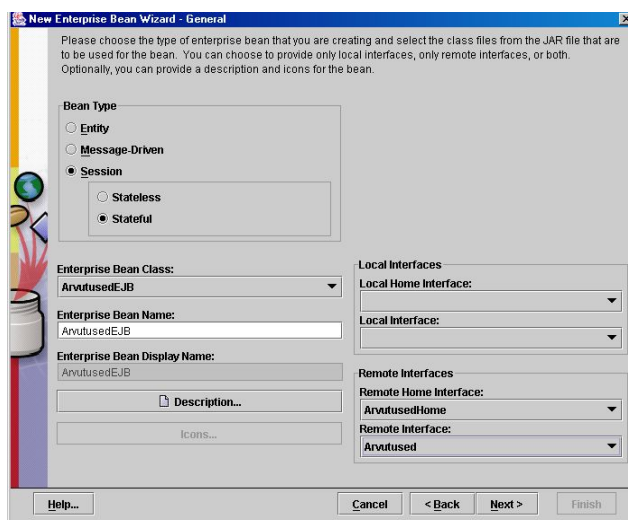 New Enterprise Bean Wizard - General
Please choose the type of enterprise bean that you are creating and select the class files from the JAR file that are
to be used for the bean. You can choose to provide only local interfaces, only remote interfaces, or both.
Optionally, you can provide a description and icons for the bean.
Bean Type
Entity
Message-Driven
Session
Stateless
Stateful
Enterprise Bean Class:
ArvutusedEJB
Enterprise Bean Name:
ArvutusedEJB
Enterprise Bean Display Name:
ArvutusedEJB
Description...
Icons...
Local Interfaces
Local Home Interface:
Local Interface:
Remote Interfaces
Remote Home Interface:
ArvutusedHome
Remote Interface:
Arvutused
Help...
Cancel
< Back
Next >
Finish